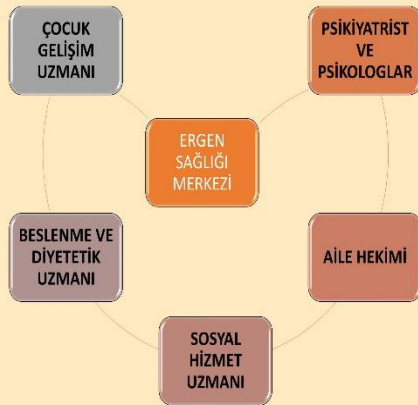 ÇOCUK
GELİŞİM
UZMANI
PSİKİYATRİST
VE
PSİKOLOGLAR
ERGEN
SAĞLIĞI
MERKEZİ
BESLENME VE
DİYETETİK
UZMANI
AİLE HEKİMİ
SOSYAL
HİZMET
UZMANI